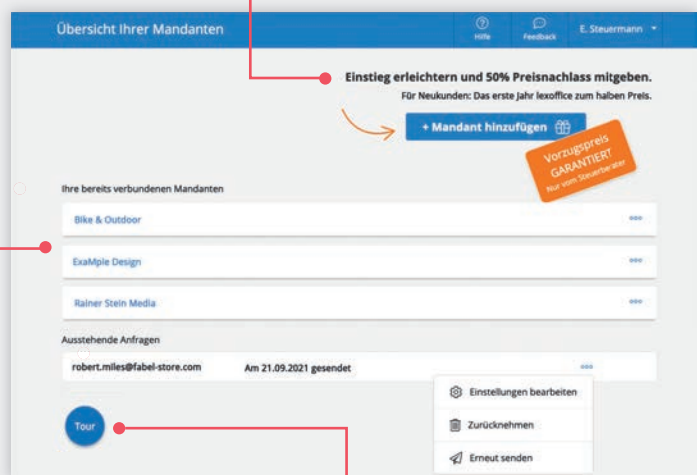 Übersicht Ihrer Mandanten
Hilfe
Feedback
E. Steuermann
Einstieg erleichtern und 50% Preisnachlass mitgeben.
Für Neukunden: Das erste Jahr lexoffice zum halben Preis.
+ Mandant hinzufügen
Vorzugspreis
GARANTIERT
Nur vom Steuerberater
Ihre bereits verbundenen Mandanten
Bike & Outdoor
ExaMple Design
Rainer Stein Media
Ausstehende Anfragen
robert.miles@fabel-store.com Am 21.09.2021 gesendet
Einstellungen bearbeiten
Zurücknehmen
Erneut senden
Tour